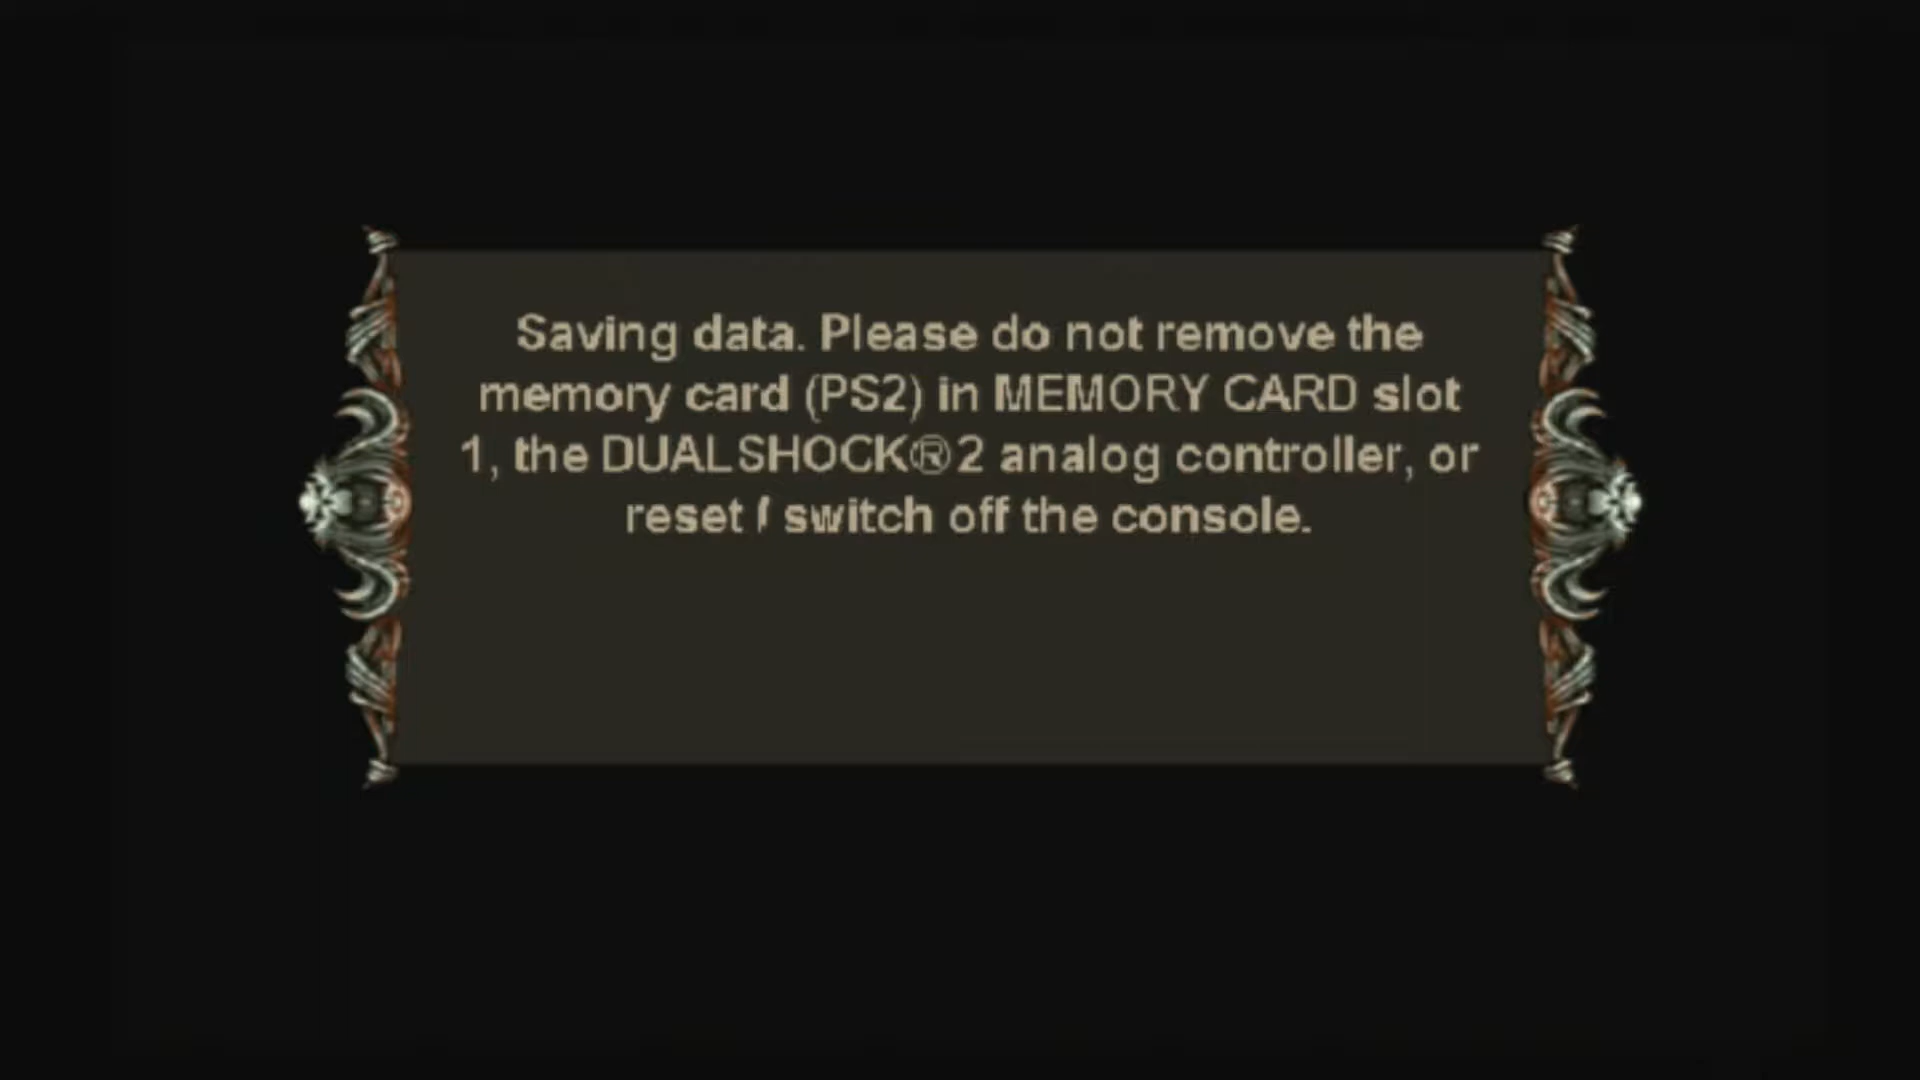 Saving data. Please do not remove the
memory card (PS2) in MEMORY CARD slot
1, the DUALSHOCK®2 analog controller, or
reset / switch off the console.